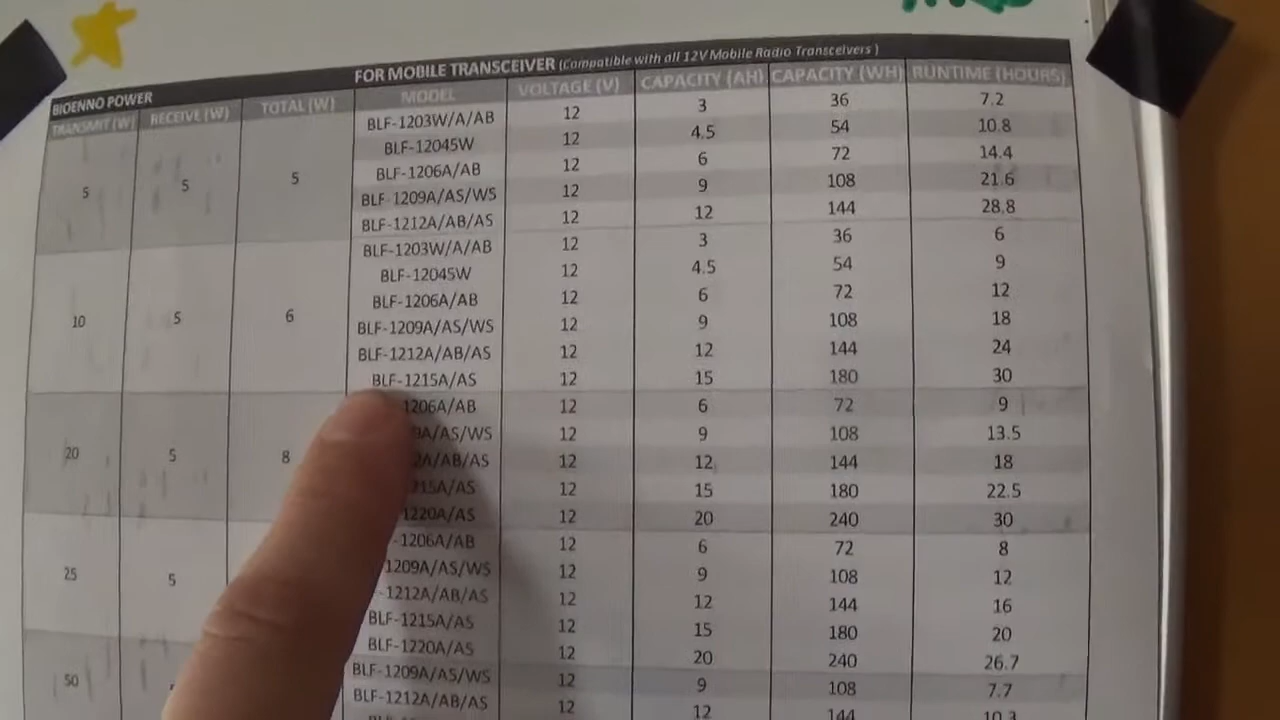 FOR MOBILE TRANSCEIVER (Compatible with all 12V Mobile Radio Transceivers )
BIOENNO POWER
TRANSMIT (W) RECEIVE (W) TOTAL (W) MODEL VOLTAGE (V) CAPACITY (AH) CAPACITY (WH) RUNTIME (HOURS)
5 5 5
BLF-1203W/A/AB 12 3 36 7.2
BLF-12045W 12 4.5 54 10.8
BLF-1206A/AB 12 6 72 14.4
BLF-1209A/AS/WS 12 9 108 21.6
BLF-1212A/AB/AS 12 12 144 28.8
10 5 6
BLF-1203W/A/AB 12 3 36 6
BLF-12045W 12 4.5 54 9
BLF-1206A/AB 12 6 72 12
BLF-1209A/AS/WS 12 9 108 18
BLF-1212A/AB/AS 12 12 144 24
BLF-1215A/AS 12 15 180 30
20 5 8
1206A/AB 12 6 72 9
9A/AS/WS 12 9 108 13.5
2A/AB/AS 12 12 144 18
215A/AS 12 15 180 22.5
1220A/AS 12 20 240 30
25 5
-1206A/AB 12 6 72 8
1209A/AS/WS 12 9 108 12
-1212A/AB/AS 12 12 144 16
BLF-1215A/AS 12 15 180 20
BLF-1220A/AS 12 20 240 26.7
50
BLF-1209A/AS/WS 12 9 108 7.7
BLF-1212A/AB/AS 12 12 144 10.3